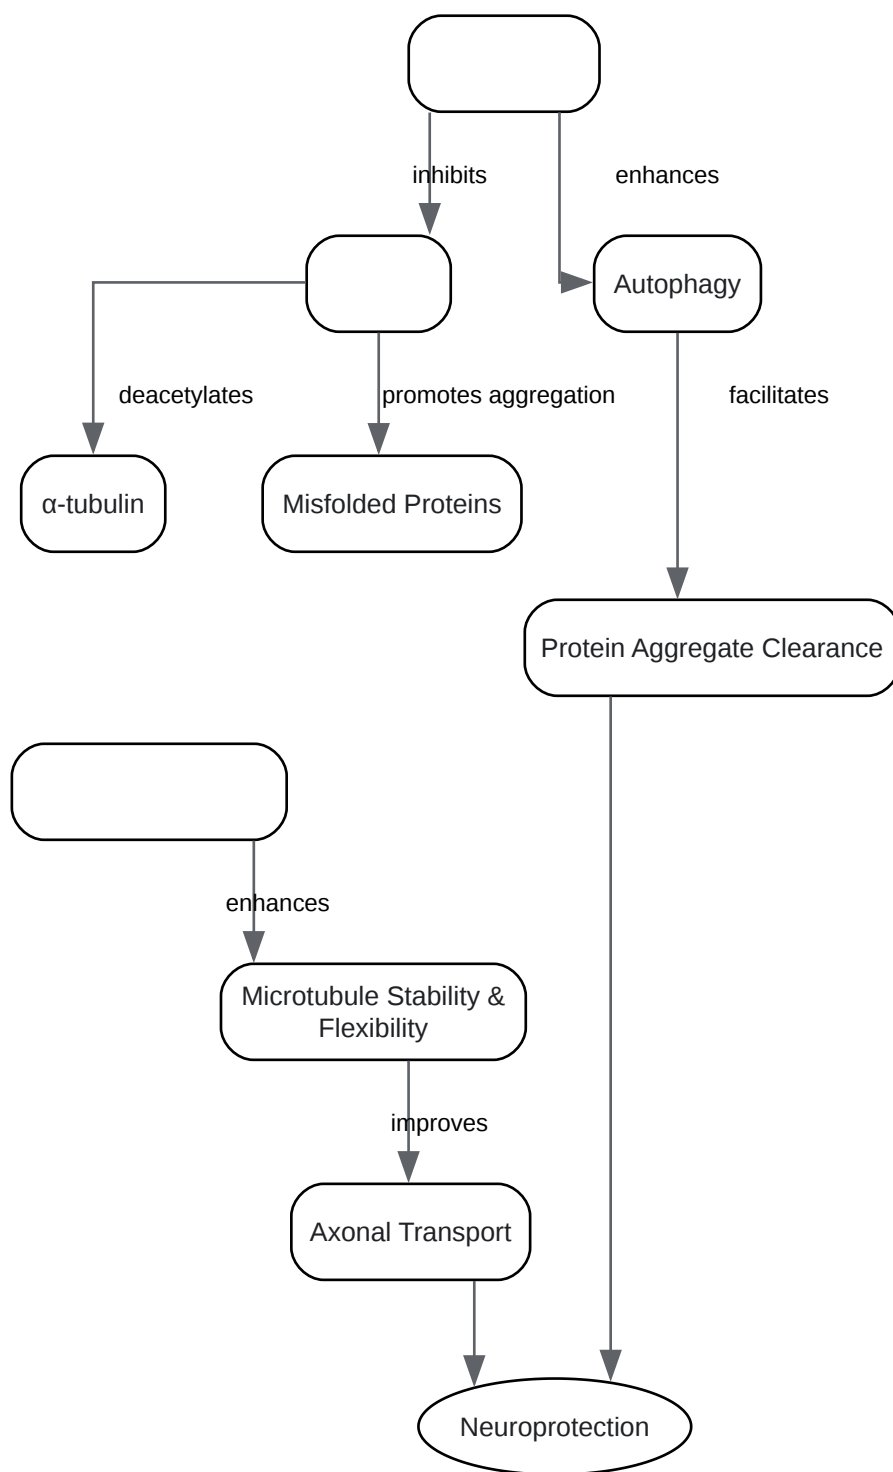 inhibits
enhances
Autophagy
deacetylates
promotes aggregation
facilitates
α-tubulin
Misfolded Proteins
Protein Aggregate Clearance
enhances
Microtubule Stability &
Flexibility
improves
Axonal Transport
Neuroprotection